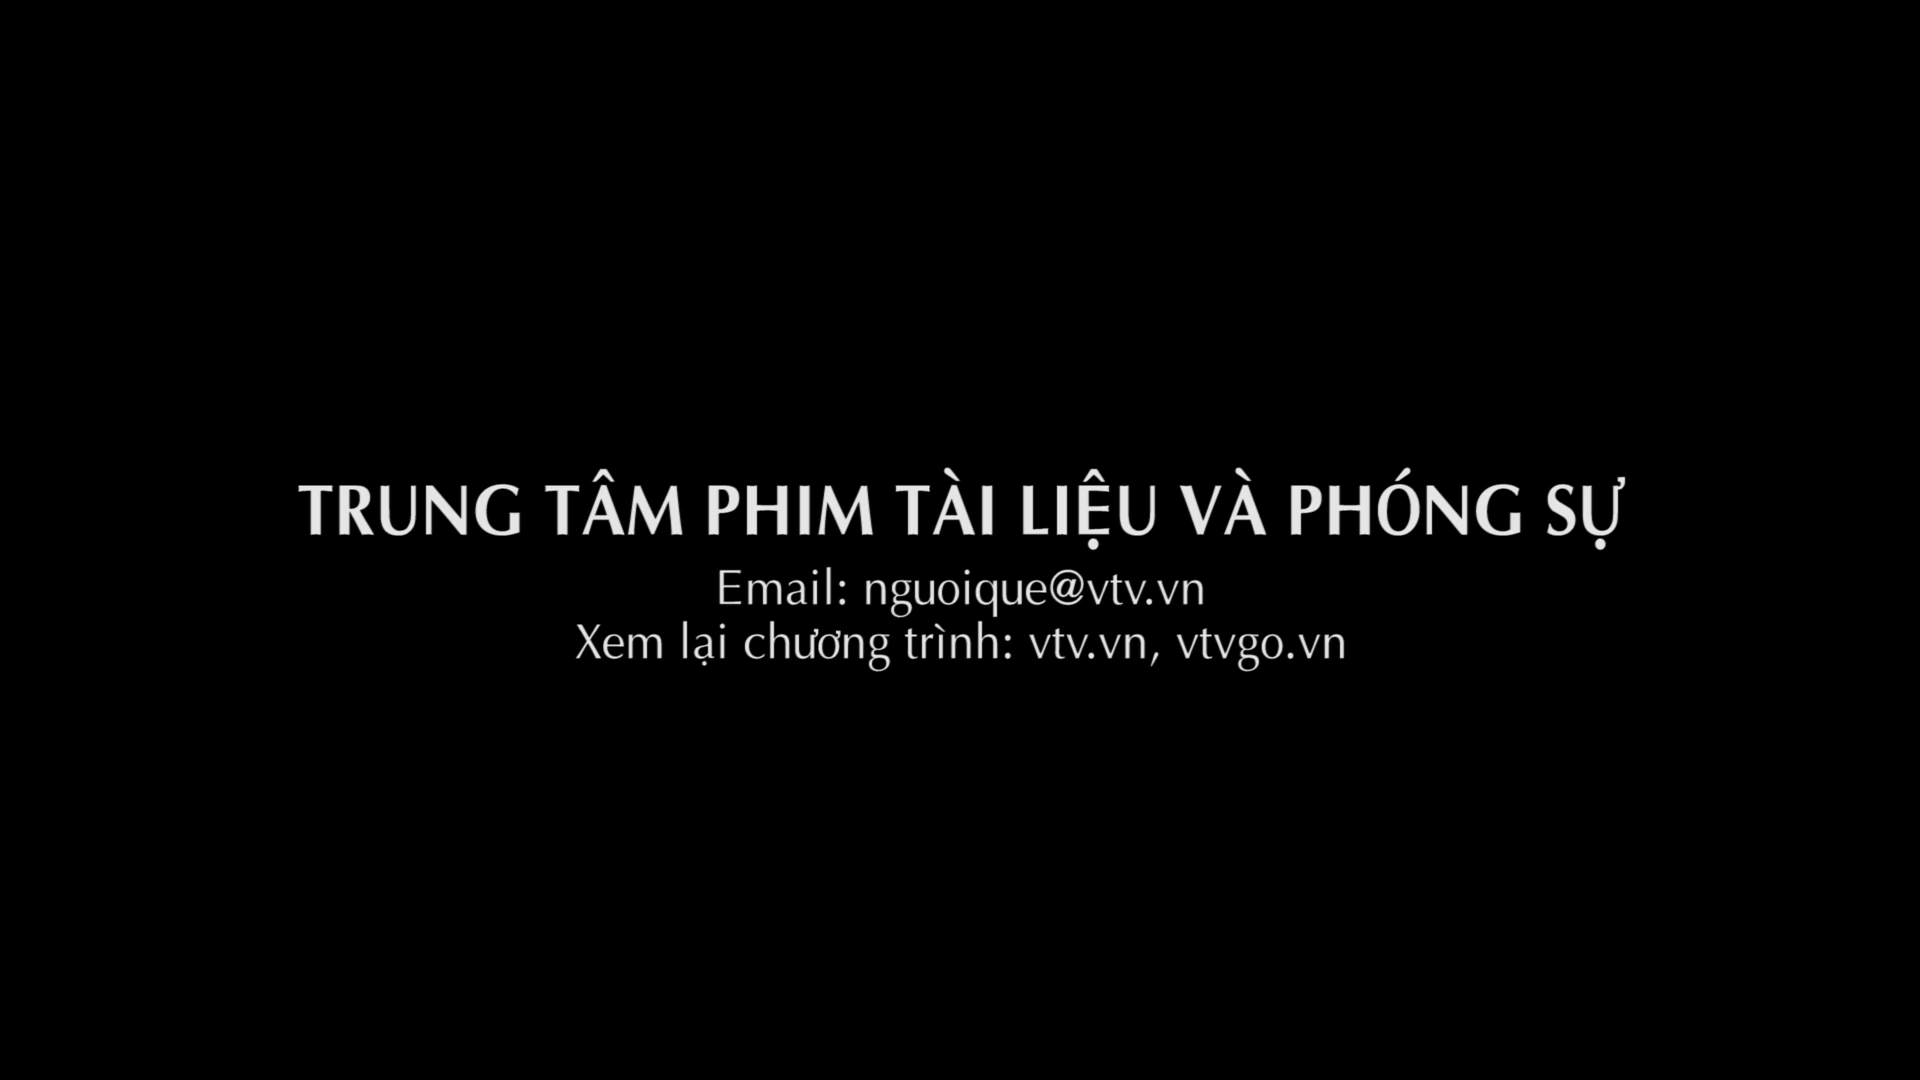 TRUNG TÂM PHIM TÀI LIỆU VÀ PHÓNG SỰ
Email: nguoique@vtv.vn
Xem lại chương trình: vtv.vn, vtvgo.vn